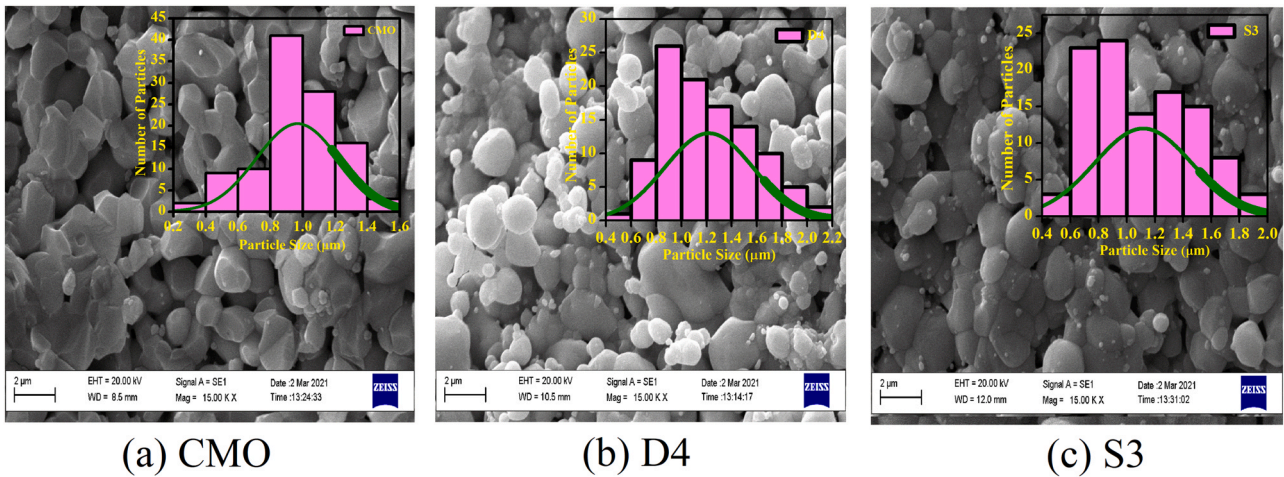 45
40
35
30
25
20
15
10
5
0
Number of Particles
CMO
0.2 0.4 0.6 0.8 1.0 1.2 1.4 1.6
Particle Size (μm)
2 μm
EHT = 20.00 kV Signal A = SE1 Date :2 Mar 2021
WD = 8.5 mm Mag = 15.00 K X Time :13:24:33
ZEISS
(a) CMO
30
25
20
15
10
5
0
Number of Particles
D4
0.4 0.6 0.8 1.0 1.2 1.4 1.6 1.8 2.0 2.2
Particle Size (μm)
2 μm
EHT = 20.00 kV Signal A = SE1 Date :2 Mar 2021
WD = 10.5 mm Mag = 15.00 K X Time :13:14:17
ZEISS
(b) D4
25
20
15
10
5
0
Number of Particles
S3
0.4 0.6 0.8 1.0 1.2 1.4 1.6 1.8 2.0
Particle Size (μm)
2 μm
EHT = 20.00 kV Signal A = SE1 Date :2 Mar 2021
WD = 12.0 mm Mag = 15.00 K X Time :13:31:02
ZEISS
(c) S3